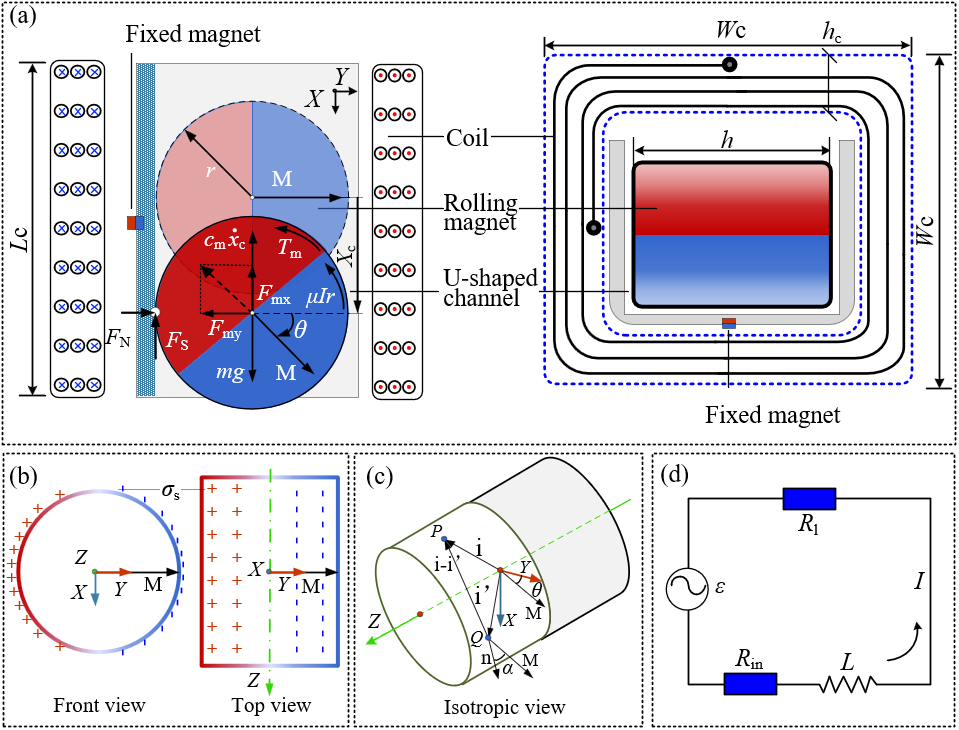 (a)
Fixed magnet
Y
X
Lc
r
M
cm ẋc
Tm
Xc
Fmx
μIr
Fmy
θ
FN
FS
mg
M
Coil
Rolling
magnet
U-shaped
channel
Wc
hc
h
Wc
Fixed magnet
(b)
σs
Z
X
Y
M
X
Y
M
Z
Front view
Top view
(c)
P
i
i-i'
i'
Y
θ
M
X
Z
Q
n
α
M
Isotropic view
(d)
Rl
ε
I
Rin
L